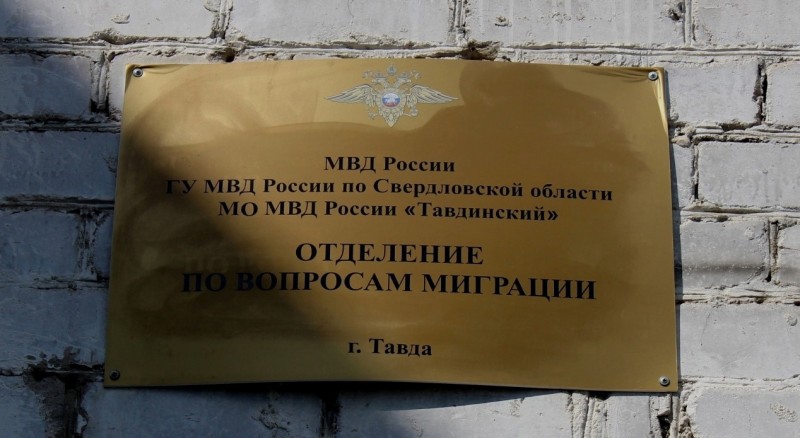 МВД России
ГУ МВД России по Свердловской области
МО МВД России «Тавдинский»
ОТДЕЛЕНИЕ
ПО ВОПРОСАМ МИГРАЦИИ
г. Тавда